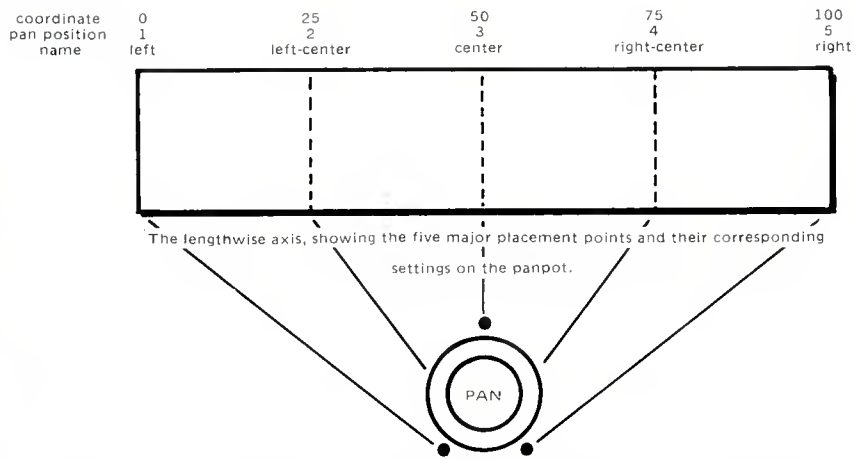 coordinate 0 25 50 75 100
pan position 1 2 3 4 5
name left left-center center right-center right
The lengthwise axis, showing the five major placement points and their corresponding
settings on the panpot.
PAN